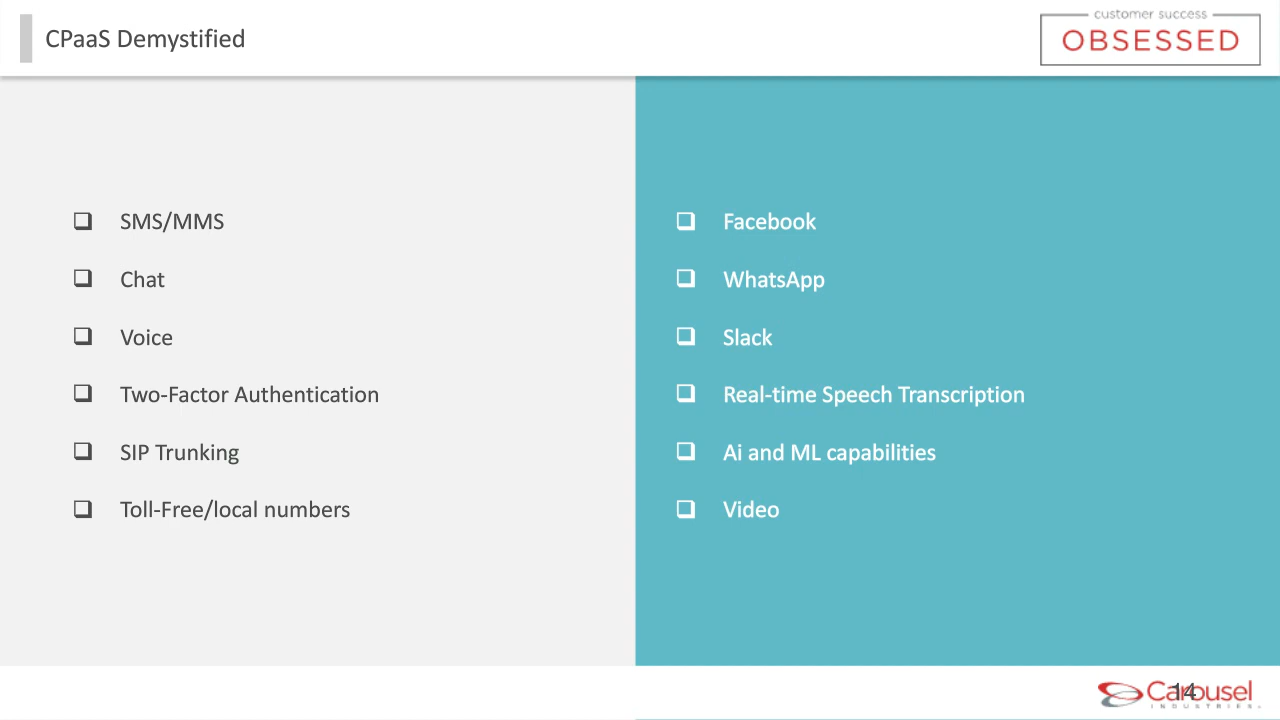 CPaaS Demystified
customer success
OBSESSED
SMS/MMS
Chat
Voice
Two-Factor Authentication
SIP Trunking
Toll-Free/local numbers
Facebook
WhatsApp
Slack
Real-time Speech Transcription
Ai and ML capabilities
Video
Carousel
INDUSTRIES
14